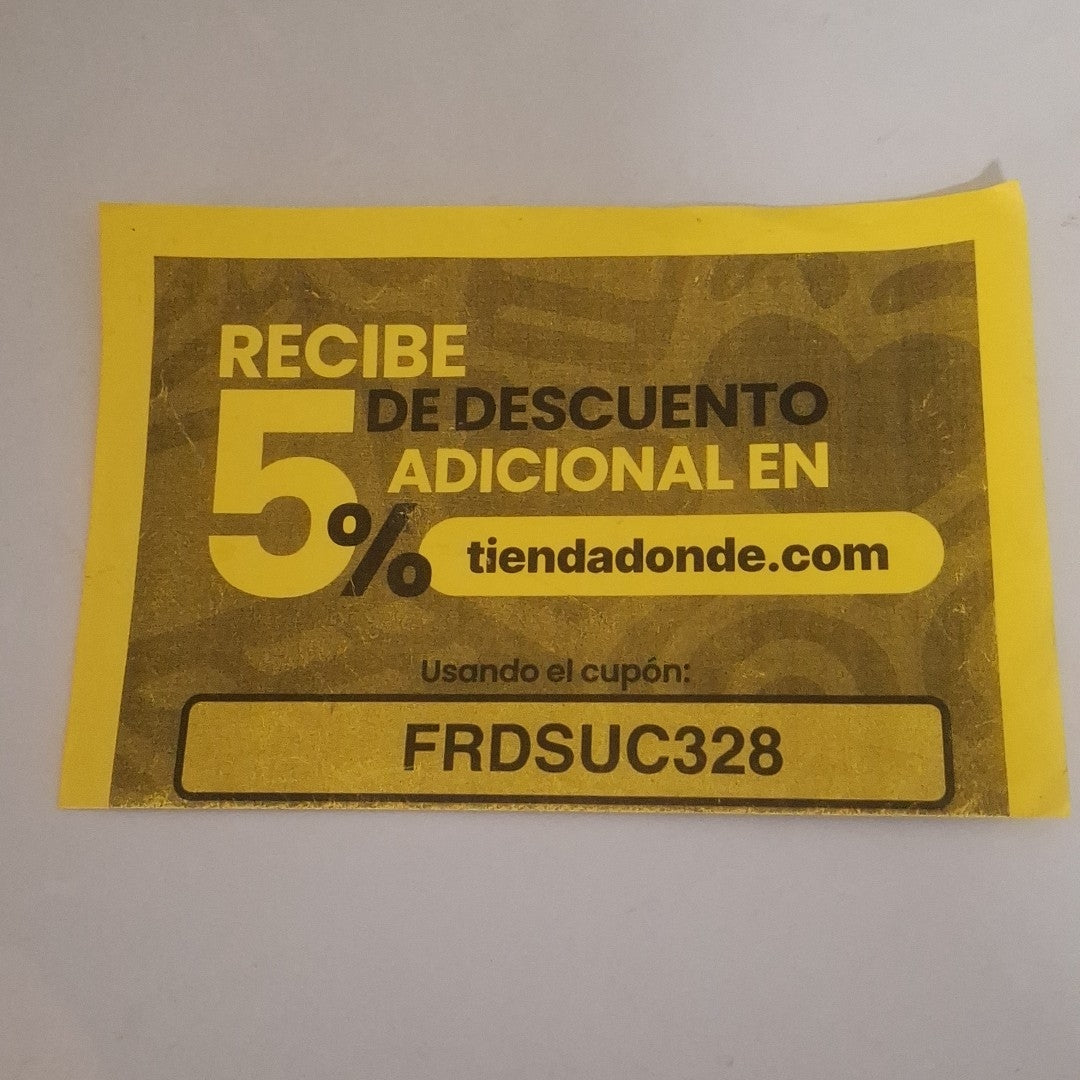 RECIBE
5% DE DESCUENTO
ADICIONAL EN
tiendadonde.com
Usando el cupón:
FRDSUC328